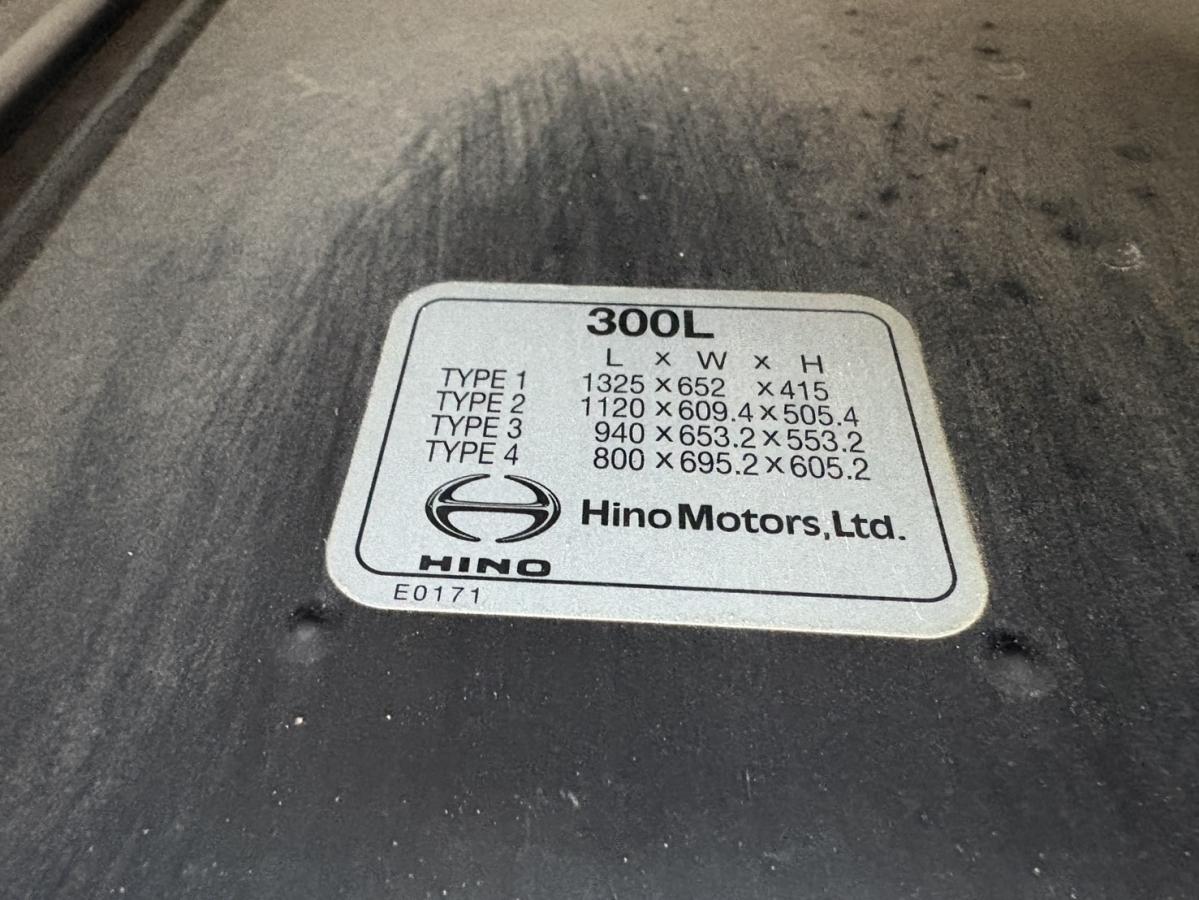 300L
L × W × H
TYPE 1 1325 × 652 × 415
TYPE 2 1120 × 609.4 × 505.4
TYPE 3 940 × 653.2 × 553.2
TYPE 4 800 × 695.2 × 605.2
Hino Motors, Ltd.
HINO
E0171